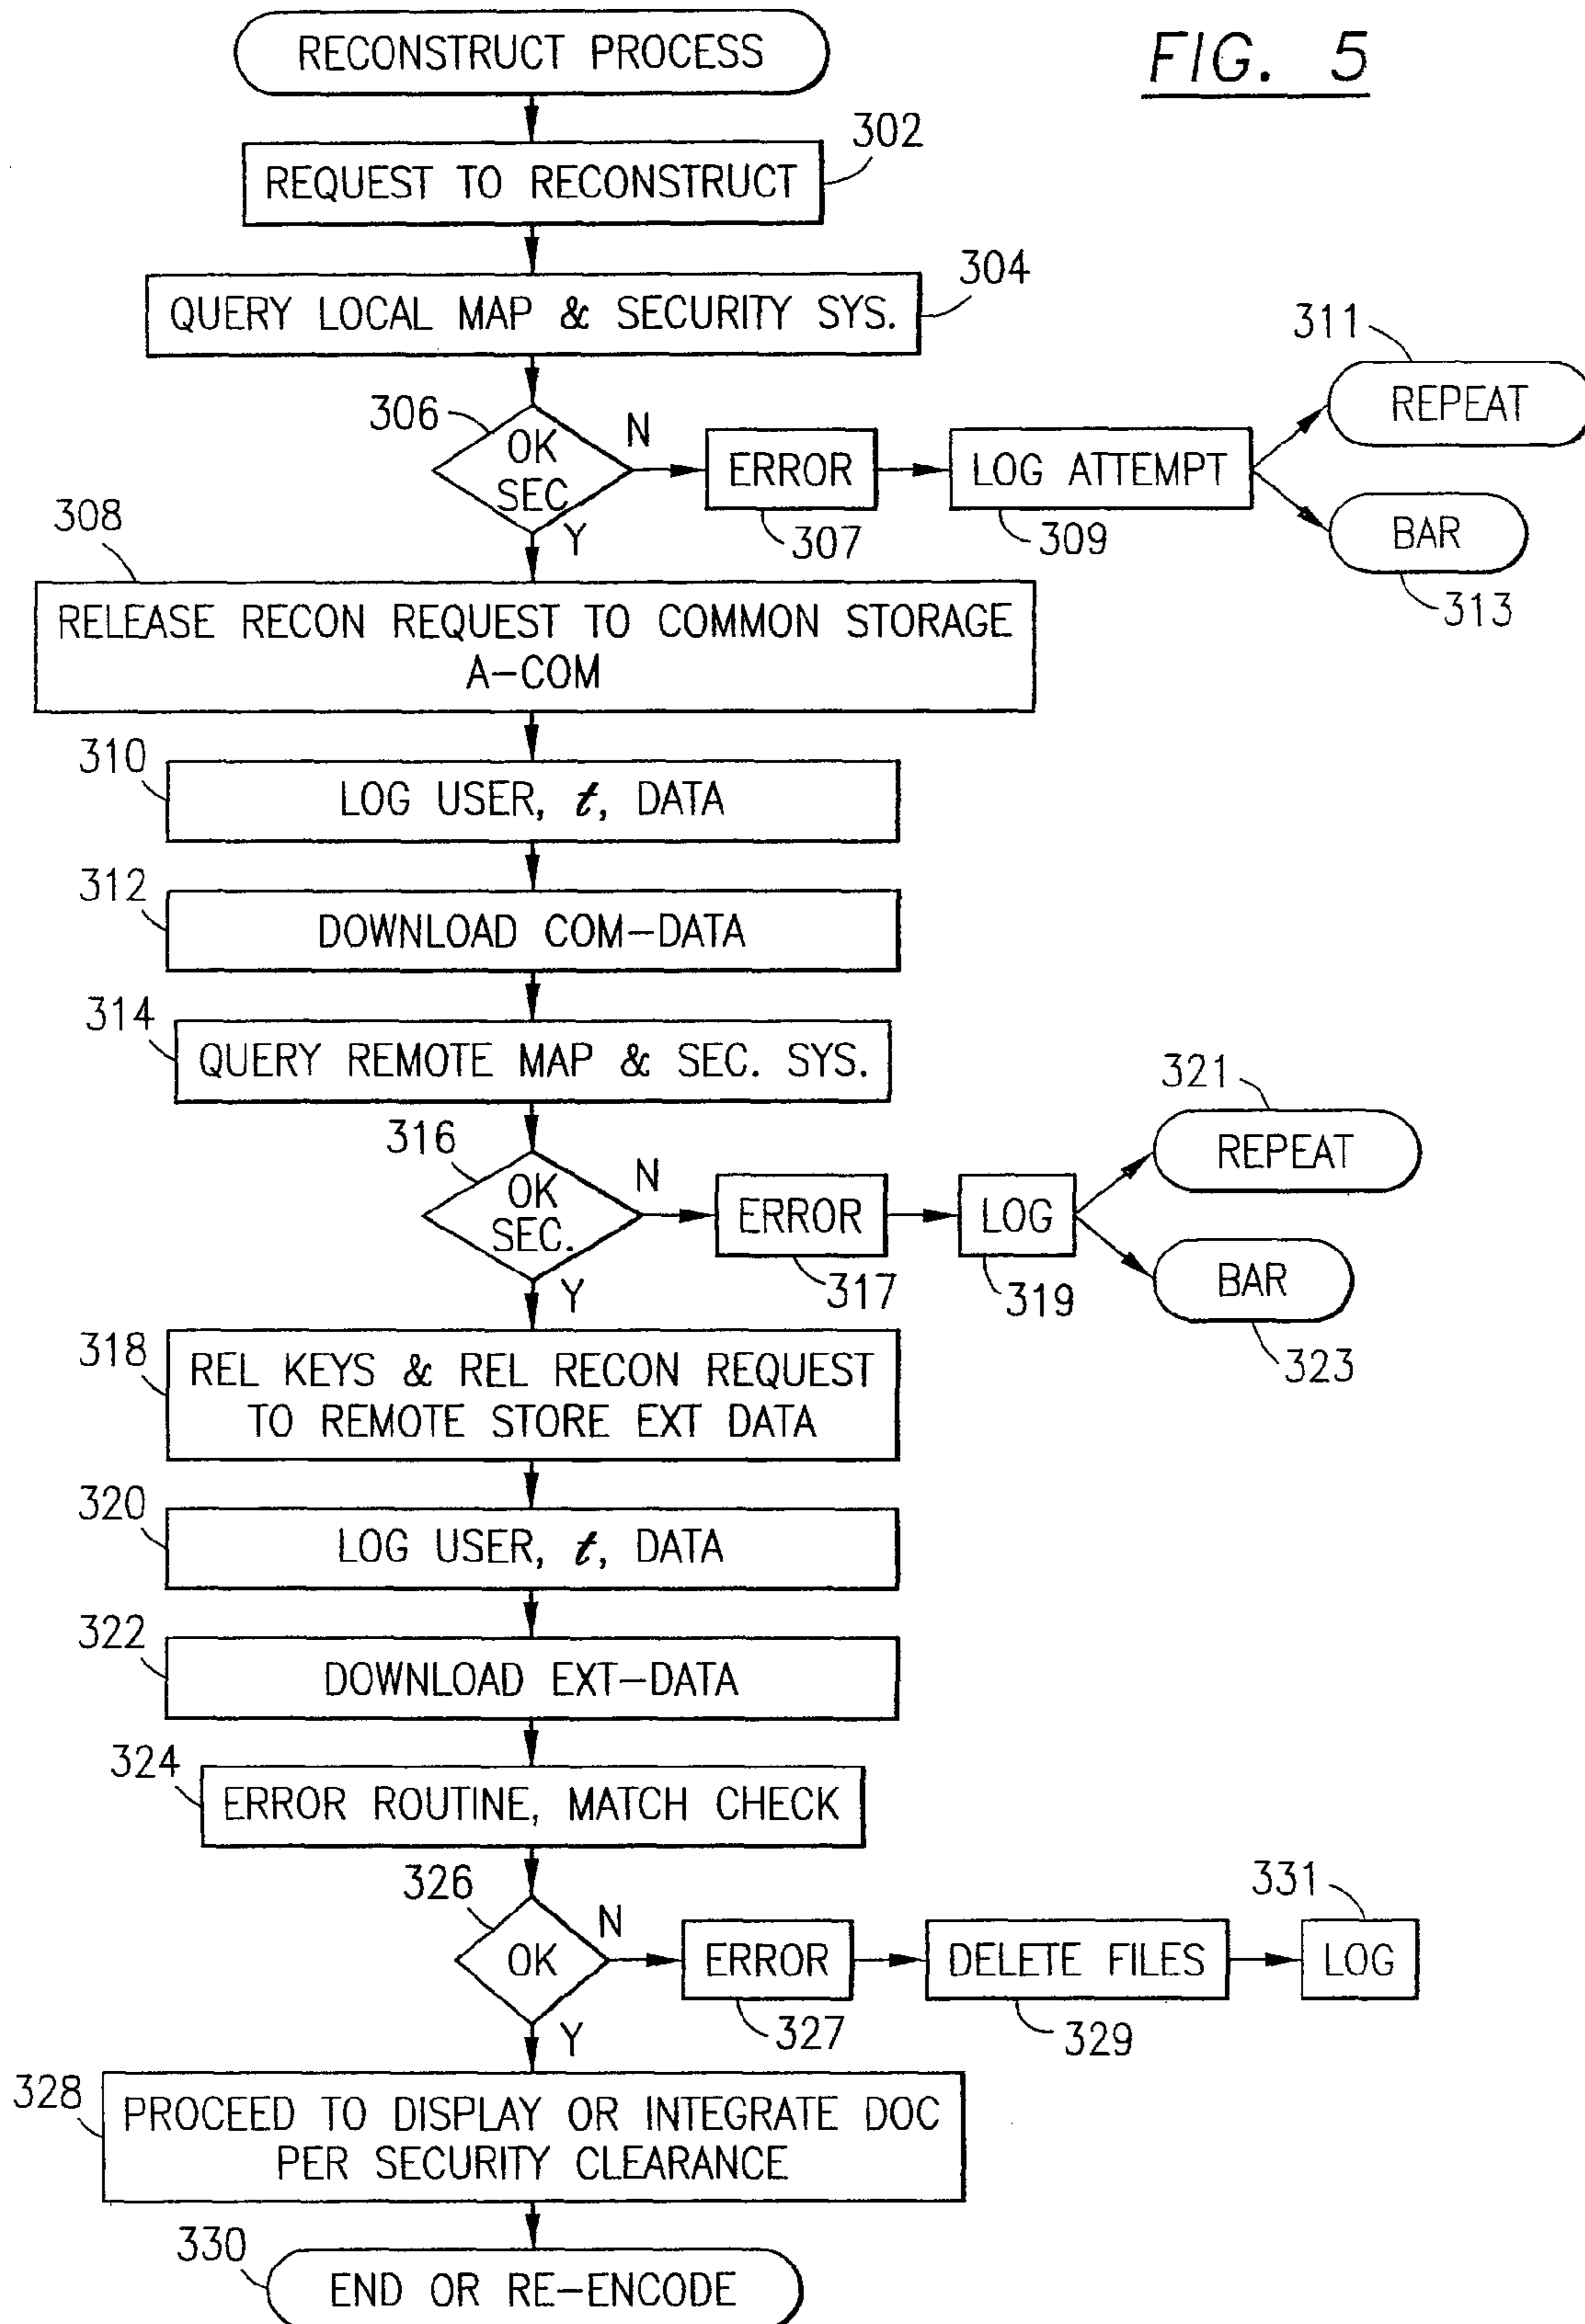 RECONSTRUCT PROCESS
FIG. 5
302
REQUEST TO RECONSTRUCT
304
QUERY LOCAL MAP & SECURITY SYS.
311
REPEAT
306
OK
SEC
N
Y
ERROR
307
LOG ATTEMPT
309
BAR
313
308
RELEASE RECON REQUEST TO COMMON STORAGE
A-COM
310
LOG USER, t, DATA
312
DOWNLOAD COM-DATA
314
QUERY REMOTE MAP & SEC. SYS.
321
REPEAT
316
OK
SEC.
N
Y
ERROR
317
LOG
319
BAR
323
318
REL KEYS & REL RECON REQUEST
TO REMOTE STORE EXT DATA
320
LOG USER, t, DATA
322
DOWNLOAD EXT-DATA
324
ERROR ROUTINE, MATCH CHECK
326
OK
N
Y
ERROR
327
DELETE FILES
329
331
LOG
328
PROCEED TO DISPLAY OR INTEGRATE DOC
PER SECURITY CLEARANCE
330
END OR RE-ENCODE